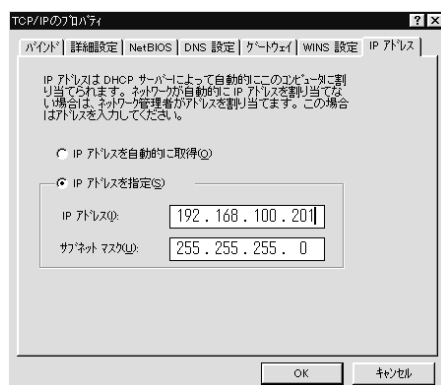 TCP/IPのプロパティ
バインド 詳細設定 NetBIOS DNS 設定 ゲートウェイ WINS 設定 IP アドレス
IP アドレスは DHCP サーバーによって自動的にこのコンピュータに割
り当てられます。ネットワークが自動的に IP アドレスを割り当てな
い場合は、ネットワーク管理者がアドレスを割り当てます。この場合
はアドレスを入力してください。
IP アドレスを自動的に取得(O)
IP アドレスを指定(S)
IP アドレス(I): 192.168.100.201
サブネット マスク(U): 255.255.255.0
OK キャンセル